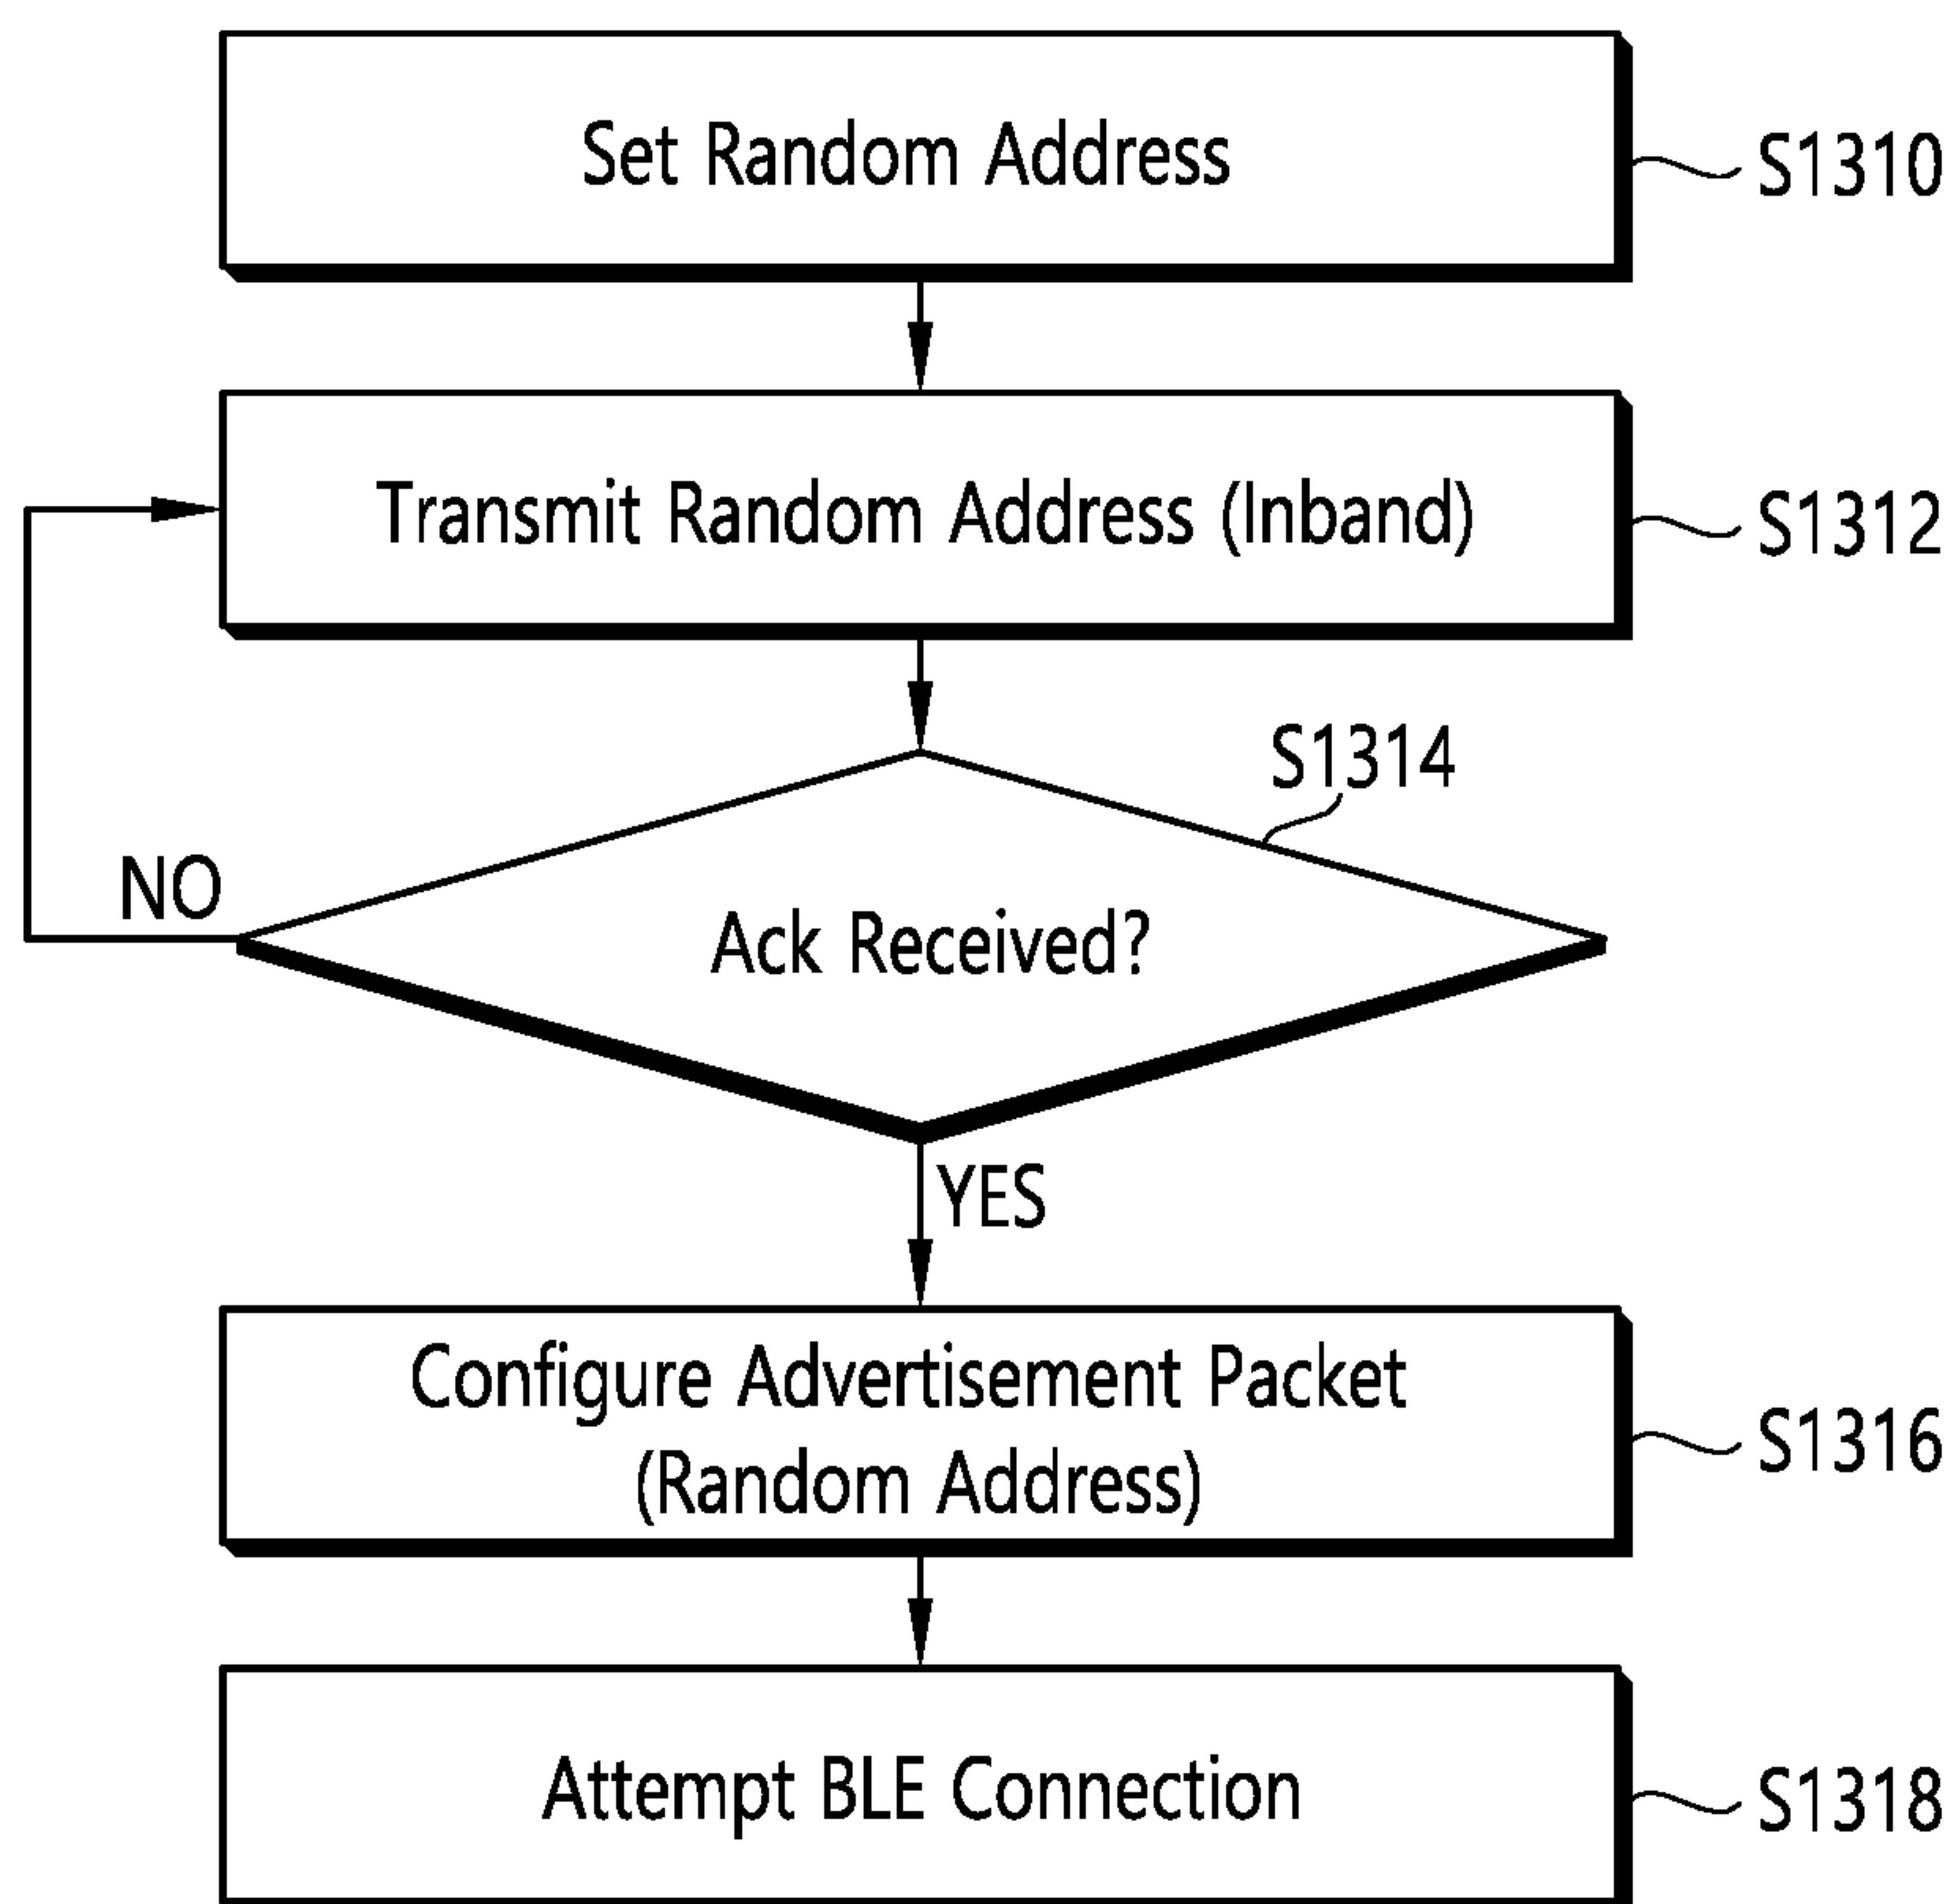 Set Random Address
S1310
Transmit Random Address (Inband)
S1312
S1314
NO
Ack Received?
YES
Configure Advertisement Packet
(Random Address)
S1316
Attempt BLE Connection
S1318